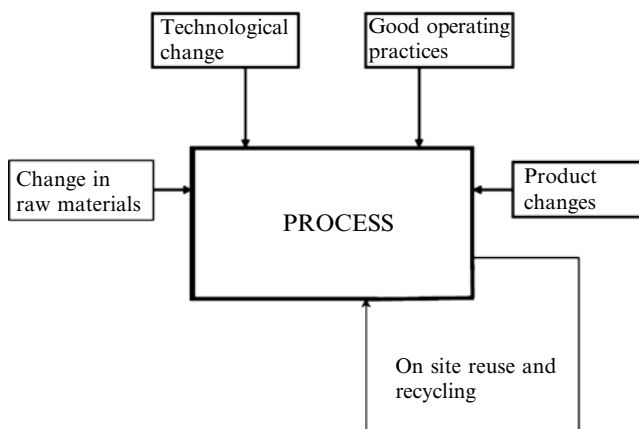 Technological
change
Good operating
practices
Change in
raw materials
PROCESS
Product
changes
On site reuse and
recycling